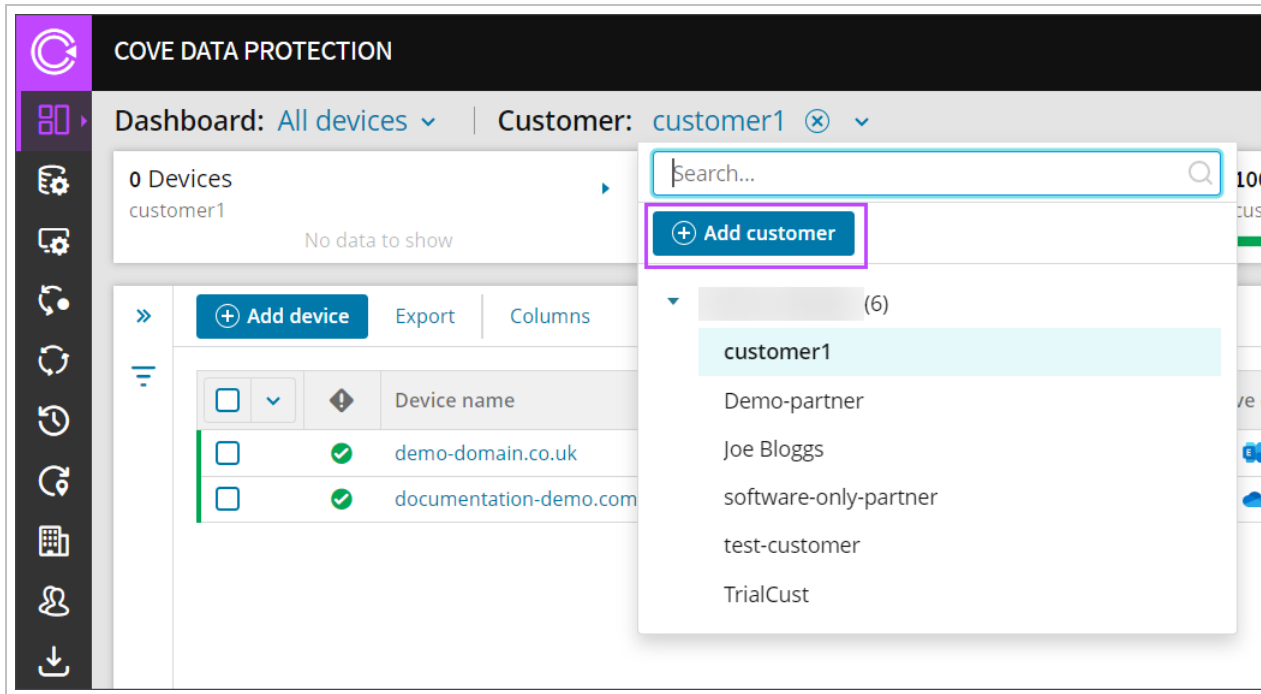 COVE DATA PROTECTION
Dashboard: All devices Customer: customer1
0 Devices
customer1
No data to show
Search...
Add customer
(6)
customer1
Demo-partner
Joe Bloggs
software-only-partner
test-customer
TrialCust
Add device Export Columns
Device name
demo-domain.co.uk
documentation-demo.com